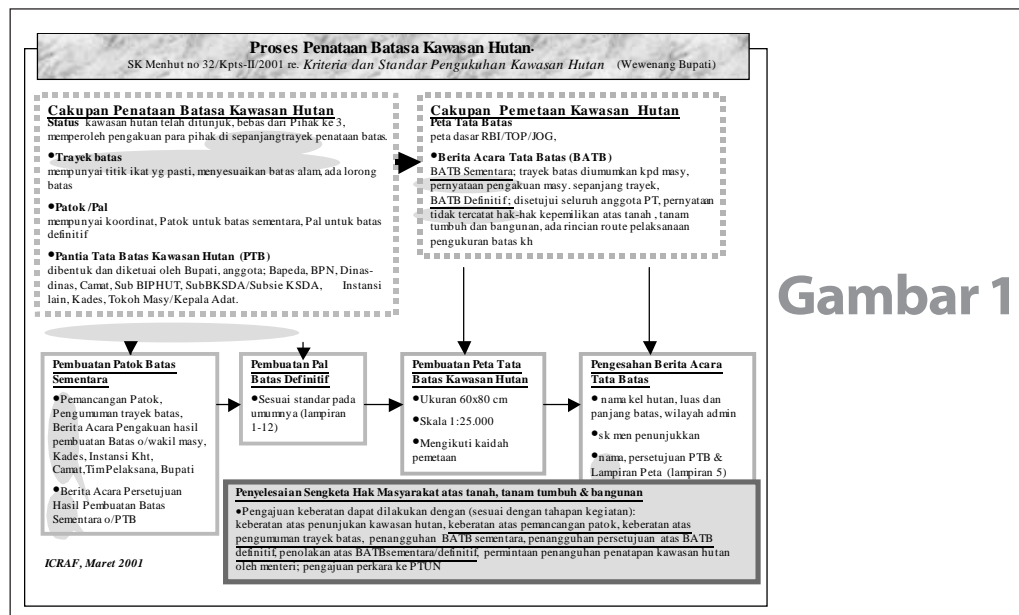 Proses Penataan Batasa Kawasan Hutan.
SK Menhut no 32/Kpts-II/2001 re. Kriteria dan Standar Pengukuhan Kawasan Hutan (Wewenang Bupati)
Cakupan Penataan Batasa Kawasan Hutan
Status kawasan hutan telah ditunjuk, bebas dari Pihak ke 3,
memperoleh pengakuan para pihak di sepanjangtrayek penataan batas.
•Trayek batas
mempunyai titik ikat yg pasti, menyesuaikan batas alam, ada lorong
batas
•Patok /Pal
mempunyai koordinat, Patok untuk batas sementara, Pal untuk batas
definitif
•Pantia Tata Batas Kawasan Hutan (PTB)
dibentuk dan diketuai oleh Bupati, anggota; Bapeda, BPN, Dinas-
dinas, Camat, Sub BIPHUT, SubBKSDA/Subsie KSDA, Instansi
lain, Kades, Tokoh Masy/Kepala Adat.
Cakupan Pemetaan Kawasan Hutan
Peta Tata Batas
peta dasar RBI/TOP/JOG,
•Berita Acara Tata Batas (BATB)
BATB Sementara; trayek batas diumumkan kpd masy,
pernyataan pengakuan masy. sepanjang trayek,
BATB Definitif; disetujui seluruh anggota PT, pernyataan
tidak tercatat hak-hak kepemilikan atas tanah , tanam
tumbuh dan bangunan, ada rincian route pelaksanaan
pengukuran batas kh
Gambar 1
Pembuatan Patok Batas
Sementara
•Pemancangan Patok,
Pengumuman trayek batas,
Berita Acara Pengakuan hasil
pembuatan Batas o/wakil masy,
Kades, Instansi Kht,
Camat,TimPelaksana, Bupati
•Berita Acara Persetujuan
Hasil Pembuatan Batas
Sementara o/PTB
Pembuatan Pal
Batas Definitif
•Sesuai standar pada
umumnya (lampiran
1-12)
Pembuatan Peta Tata
Batas Kawasan Hutan
•Ukuran 60x80 cm
•Skala 1:25.000
•Mengikuti kaidah
pemetaan
Pengesahan Berita Acara
Tata Batas
•nama kel hutan, luas dan
panjang batas, wilayah admin
•sk men penunjukkan
•nama, persetujuan PTB &
Lampiran Peta (lampiran 5)
Penyelesaian Sengketa Hak Masyarakat atas tanah, tanam tumbuh & bangunan
•Pengajuan keberatan dapat dilakukan dengan (sesuai dengan tahapan kegiatan):
keberatan atas penunjukan kawasan hutan, keberatan atas pemancangan patok, keberatan atas
pengumuman trayek batas, penangguhan BATB sementara, penangguhan persetujuan atas BATB
definitif, penolakan atas BATBsementara/definitif, permintaan penanguhan penatapan kawasan hutan
oleh menteri; pengajuan perkara ke PTUN
ICRAF, Maret 2001